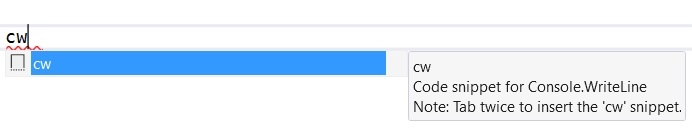 cw
cw
cw
Code snippet for Console.WriteLine
Note: Tab twice to insert the 'cw' snippet.